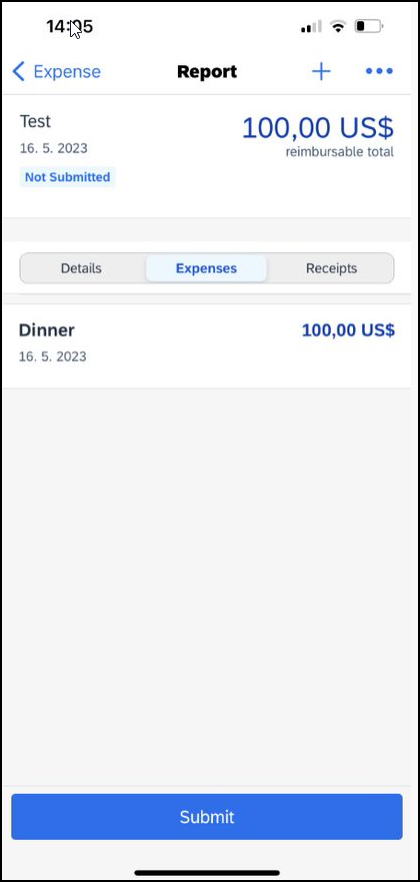 14:05
Expense Report
Test 100,00 US$
16. 5. 2023 reimbursable total
Not Submitted
Details Expenses Receipts
Dinner 100,00 US$
16. 5. 2023
Submit